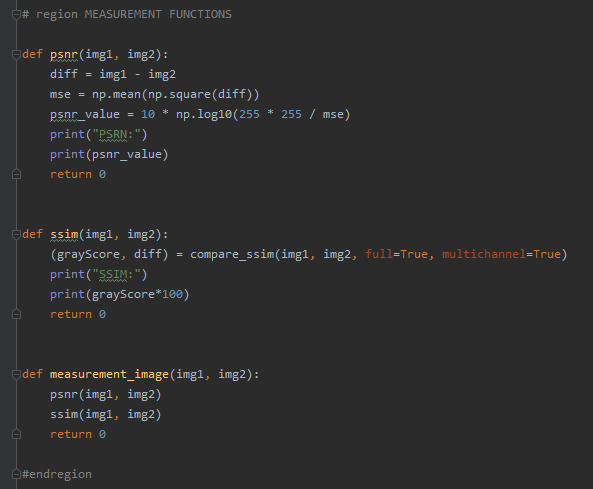 # region MEASUREMENT FUNCTIONS
def psnr(img1, img2):
    diff = img1 - img2
    mse = np.mean(np.square(diff))
    psnr_value = 10 * np.log10(255 * 255 / mse)
    print("PSRN:")
    print(psnr_value)
    return 0
def ssim(img1, img2):
    (grayScore, diff) = compare_ssim(img1, img2, full=True, multichannel=True)
    print("SSIM:")
    print(grayScore*100)
    return 0
def measurement_image(img1, img2):
    psnr(img1, img2)
    ssim(img1, img2)
    return 0
#endregion